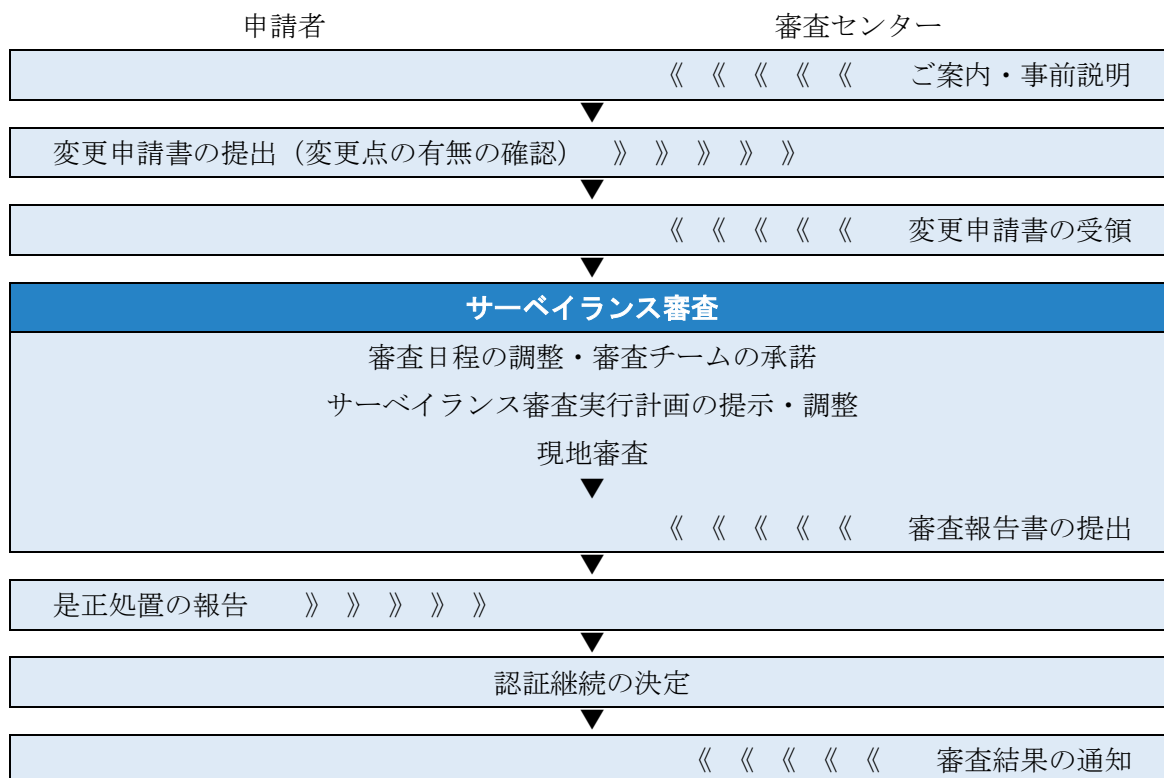 申請者 審査センター
《 《 《 《 《 ご案内・事前説明
▼
変更申請書の提出（変更点の有無の確認） 》 》 》 》 》
▼
《 《 《 《 《 変更申請書の受領
▼
サーベイランス審査
審査日程の調整・審査チームの承諾
サーベイランス審査実行計画の提示・調整
現地審査
▼
《 《 《 《 《 審査報告書の提出
▼
是正処置の報告 》 》 》 》 》
▼
認証継続の決定
▼
《 《 《 《 《 審査結果の通知